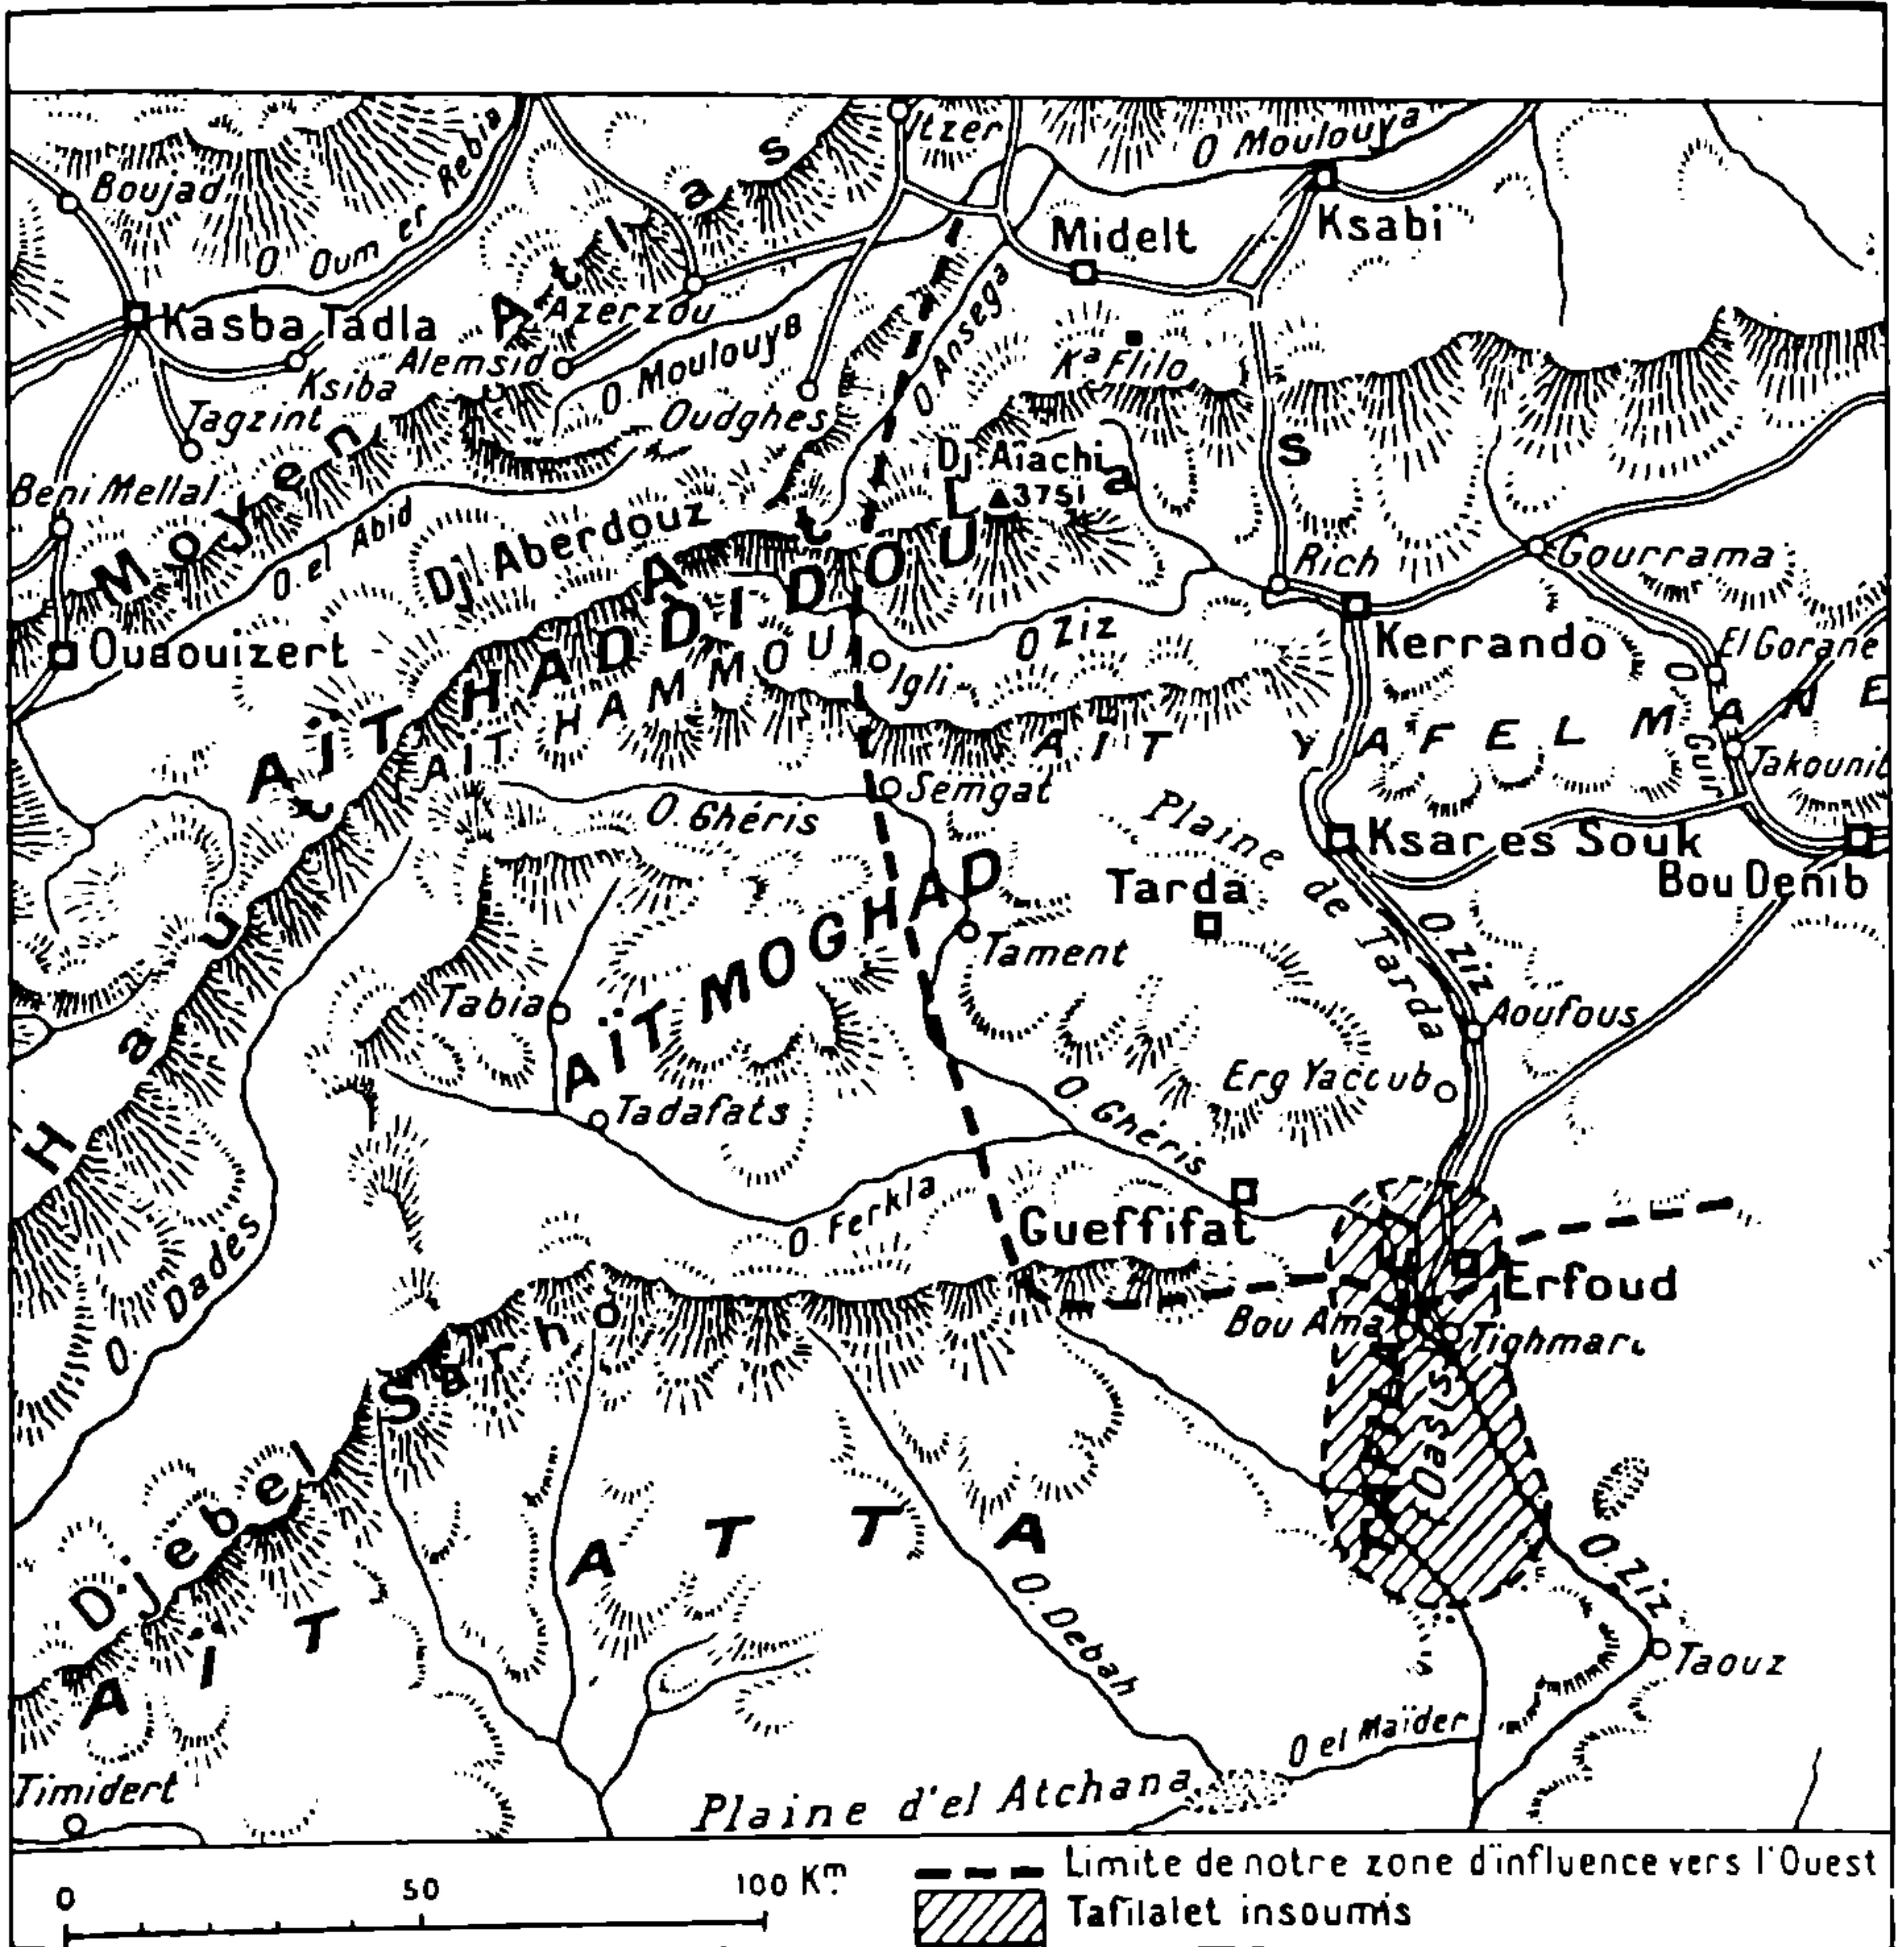 Itzer
O Moulouya
Boujad
O Oum er Rebia
Ksabi
Midelt
Kasba Tadla
Azerzou
Alemsid
Ksiba
O Moulouya
O Ansega
Kª Flilo
Tagzint
Oudghes
Dj. Aïachi
3751
Beni Mellal
Moyen Atlas
O. el Abid
Dj Aberdouz
Rich
Gourrama
Ouaouizert
Kerrando
El Gorane
O Ziz
Igli
AÏT HADDIDOU
AÏT HAMMOU
AÏT YAFELMANE
O Guir
Takounit
Semgat
O. Ghéris
Plaine de Tarda
Ksar es Souk
Bou Denib
Tarda
AÏT MOGHAD
Tament
O. Ziz
Haut Atlas
Tabia
Aoufous
Erg Yaccub
Tadafats
O. Ghéris
O. Ferkla
Gueffifat
O. Dadès
Erfoud
Bou Ama
Tighmar
Djebel Sarho
Oasis
AÏT ATTA
O. Debah
O. Ziz
Taouz
O el Maïder
Timidert
Plaine d'el Atchana
0 50 100 Kᵐ.
Limite de notre zone d'influence vers l'Ouest
Tafilalet insoumis